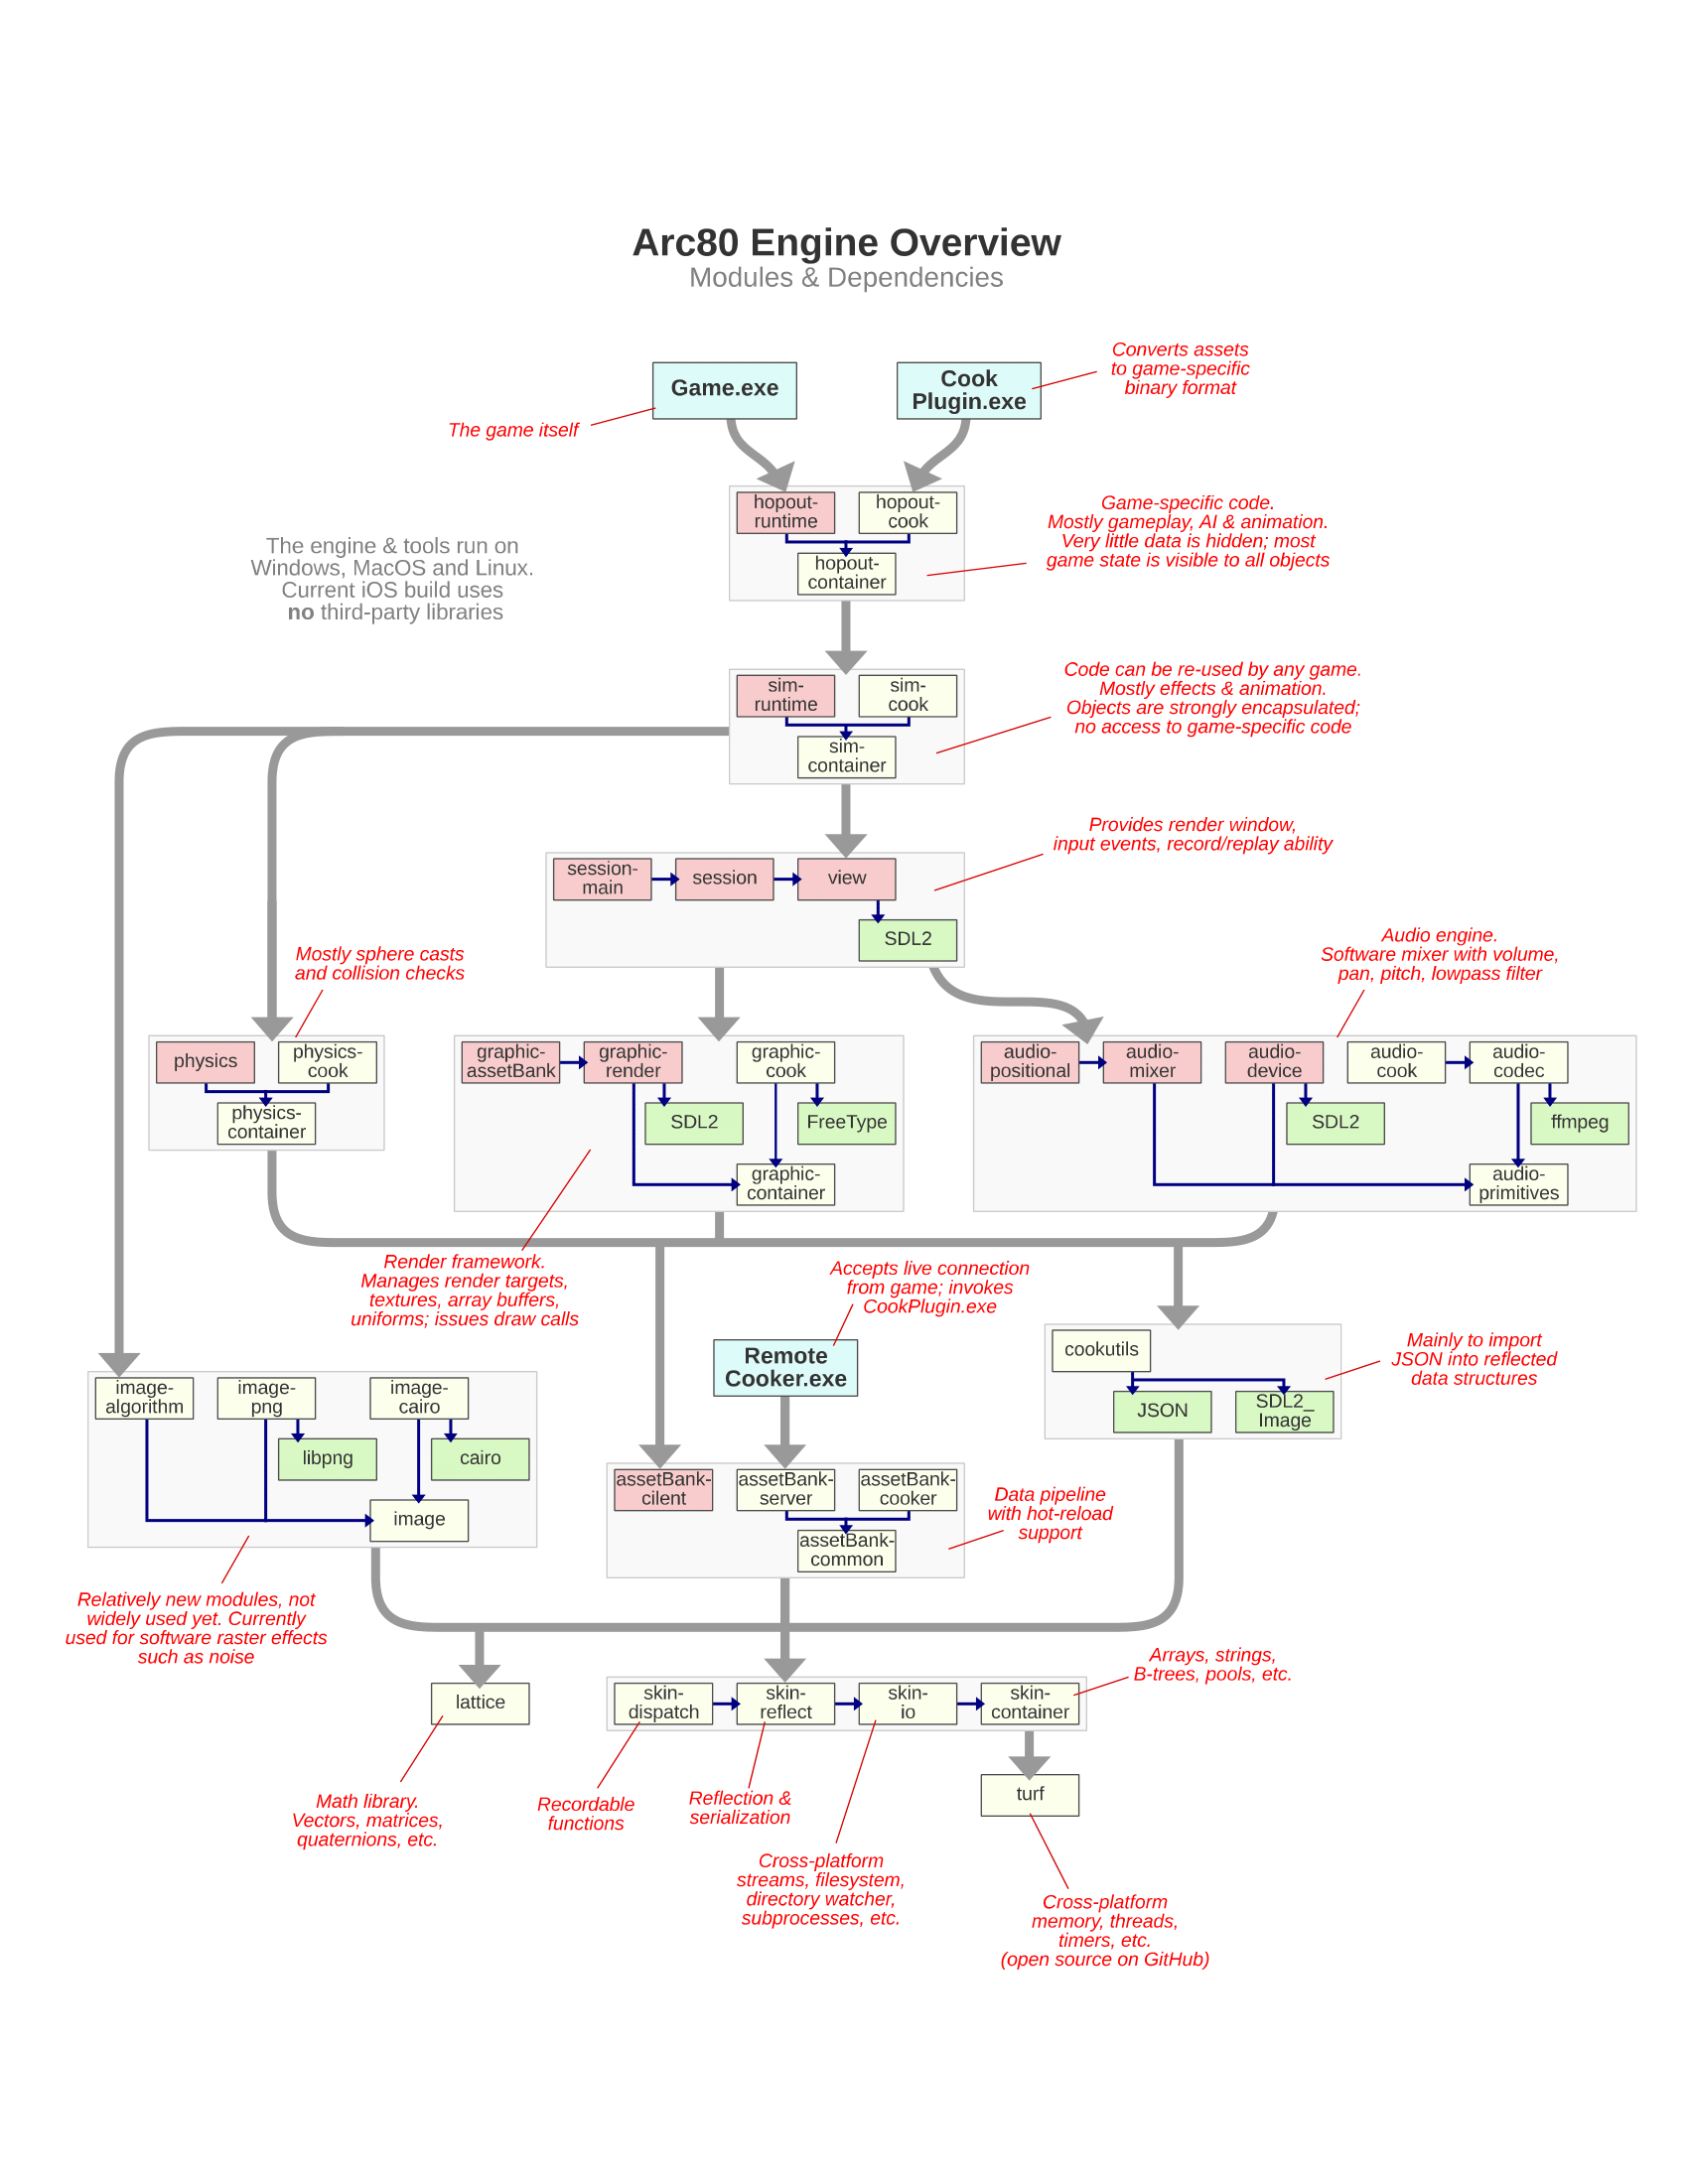 Arc80 Engine Overview
Modules & Dependencies
Game.exe
Cook
Plugin.exe
Converts assets
to game-specific
binary format
The game itself
hopout-
runtime
hopout-
cook
hopout-
container
Game-specific code.
Mostly gameplay, AI & animation.
Very little data is hidden; most
game state is visible to all objects
The engine & tools run on
Windows, MacOS and Linux.
Current iOS build uses
no third-party libraries
sim-
runtime
sim-
cook
sim-
container
Code can be re-used by any game.
Mostly effects & animation.
Objects are strongly encapsulated;
no access to game-specific code
Provides render window,
input events, record/replay ability
session-
main
session
view
SDL2
Mostly sphere casts
and collision checks
Audio engine.
Software mixer with volume,
pan, pitch, lowpass filter
physics
physics-
cook
physics-
container
graphic-
assetBank
graphic-
render
graphic-
cook
SDL2
FreeType
graphic-
container
audio-
positional
audio-
mixer
audio-
device
audio-
cook
audio-
codec
SDL2
ffmpeg
audio-
primitives
Render framework.
Manages render targets,
textures, array buffers,
uniforms; issues draw calls
Accepts live connection
from game; invokes
CookPlugin.exe
Remote
Cooker.exe
cookutils
JSON
SDL2_
Image
Mainly to import
JSON into reflected
data structures
image-
algorithm
image-
png
image-
cairo
libpng
cairo
image
assetBank-
cilent
assetBank-
server
assetBank-
cooker
assetBank-
common
Data pipeline
with hot-reload
support
Relatively new modules, not
widely used yet. Currently
used for software raster effects
such as noise
Arrays, strings,
B-trees, pools, etc.
lattice
skin-
dispatch
skin-
reflect
skin-
io
skin-
container
turf
Math library.
Vectors, matrices,
quaternions, etc.
Recordable
functions
Reflection &
serialization
Cross-platform
streams, filesystem,
directory watcher,
subprocesses, etc.
Cross-platform
memory, threads,
timers, etc.
(open source on GitHub)